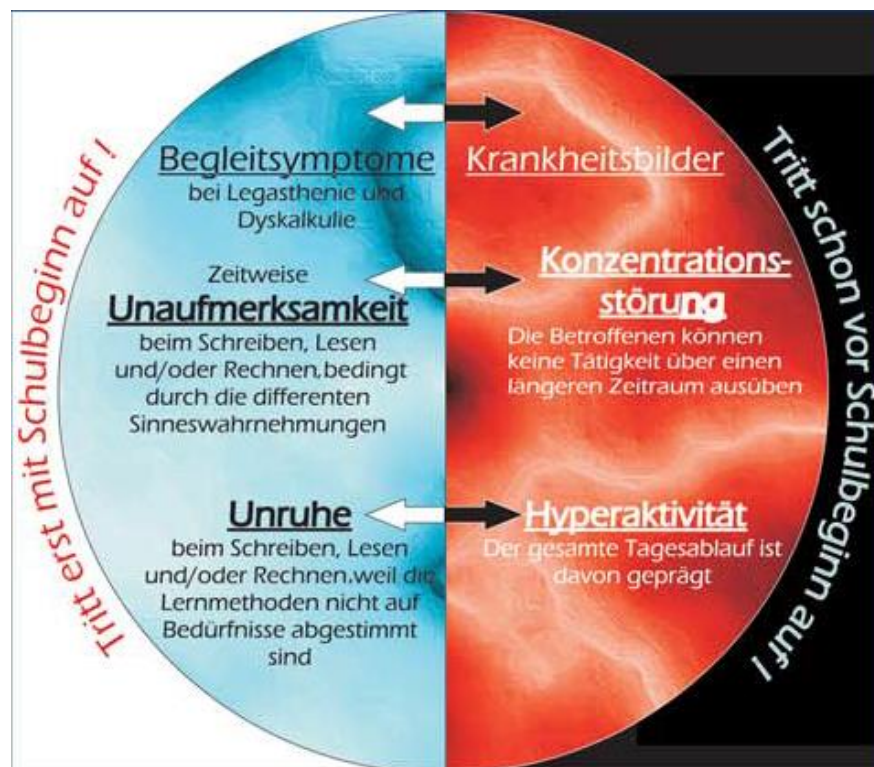 Tritt erst mit Schulbeginn auf !
Begleitsymptome
bei Legasthenie und
Dyskalkulie
Zeitweise
Unaufmerksamkeit
beim Schreiben, Lesen
und/oder Rechnen,bedingt
durch die differenten
Sinneswahrnehmungen
Unruhe
beim Schreiben, Lesen
und/oder Rechnen,weil die
Lernmethoden nicht auf
Bedürfnisse abgestimmt
sind
Krankheitsbilder
Konzentrations-
störung
Die Betroffenen können
keine Tätigkeit über einen
längeren Zeitraum ausüben
Hyperaktivität
Der gesamte Tagesablauf ist
davon geprägt
Tritt schon vor Schulbeginn auf !